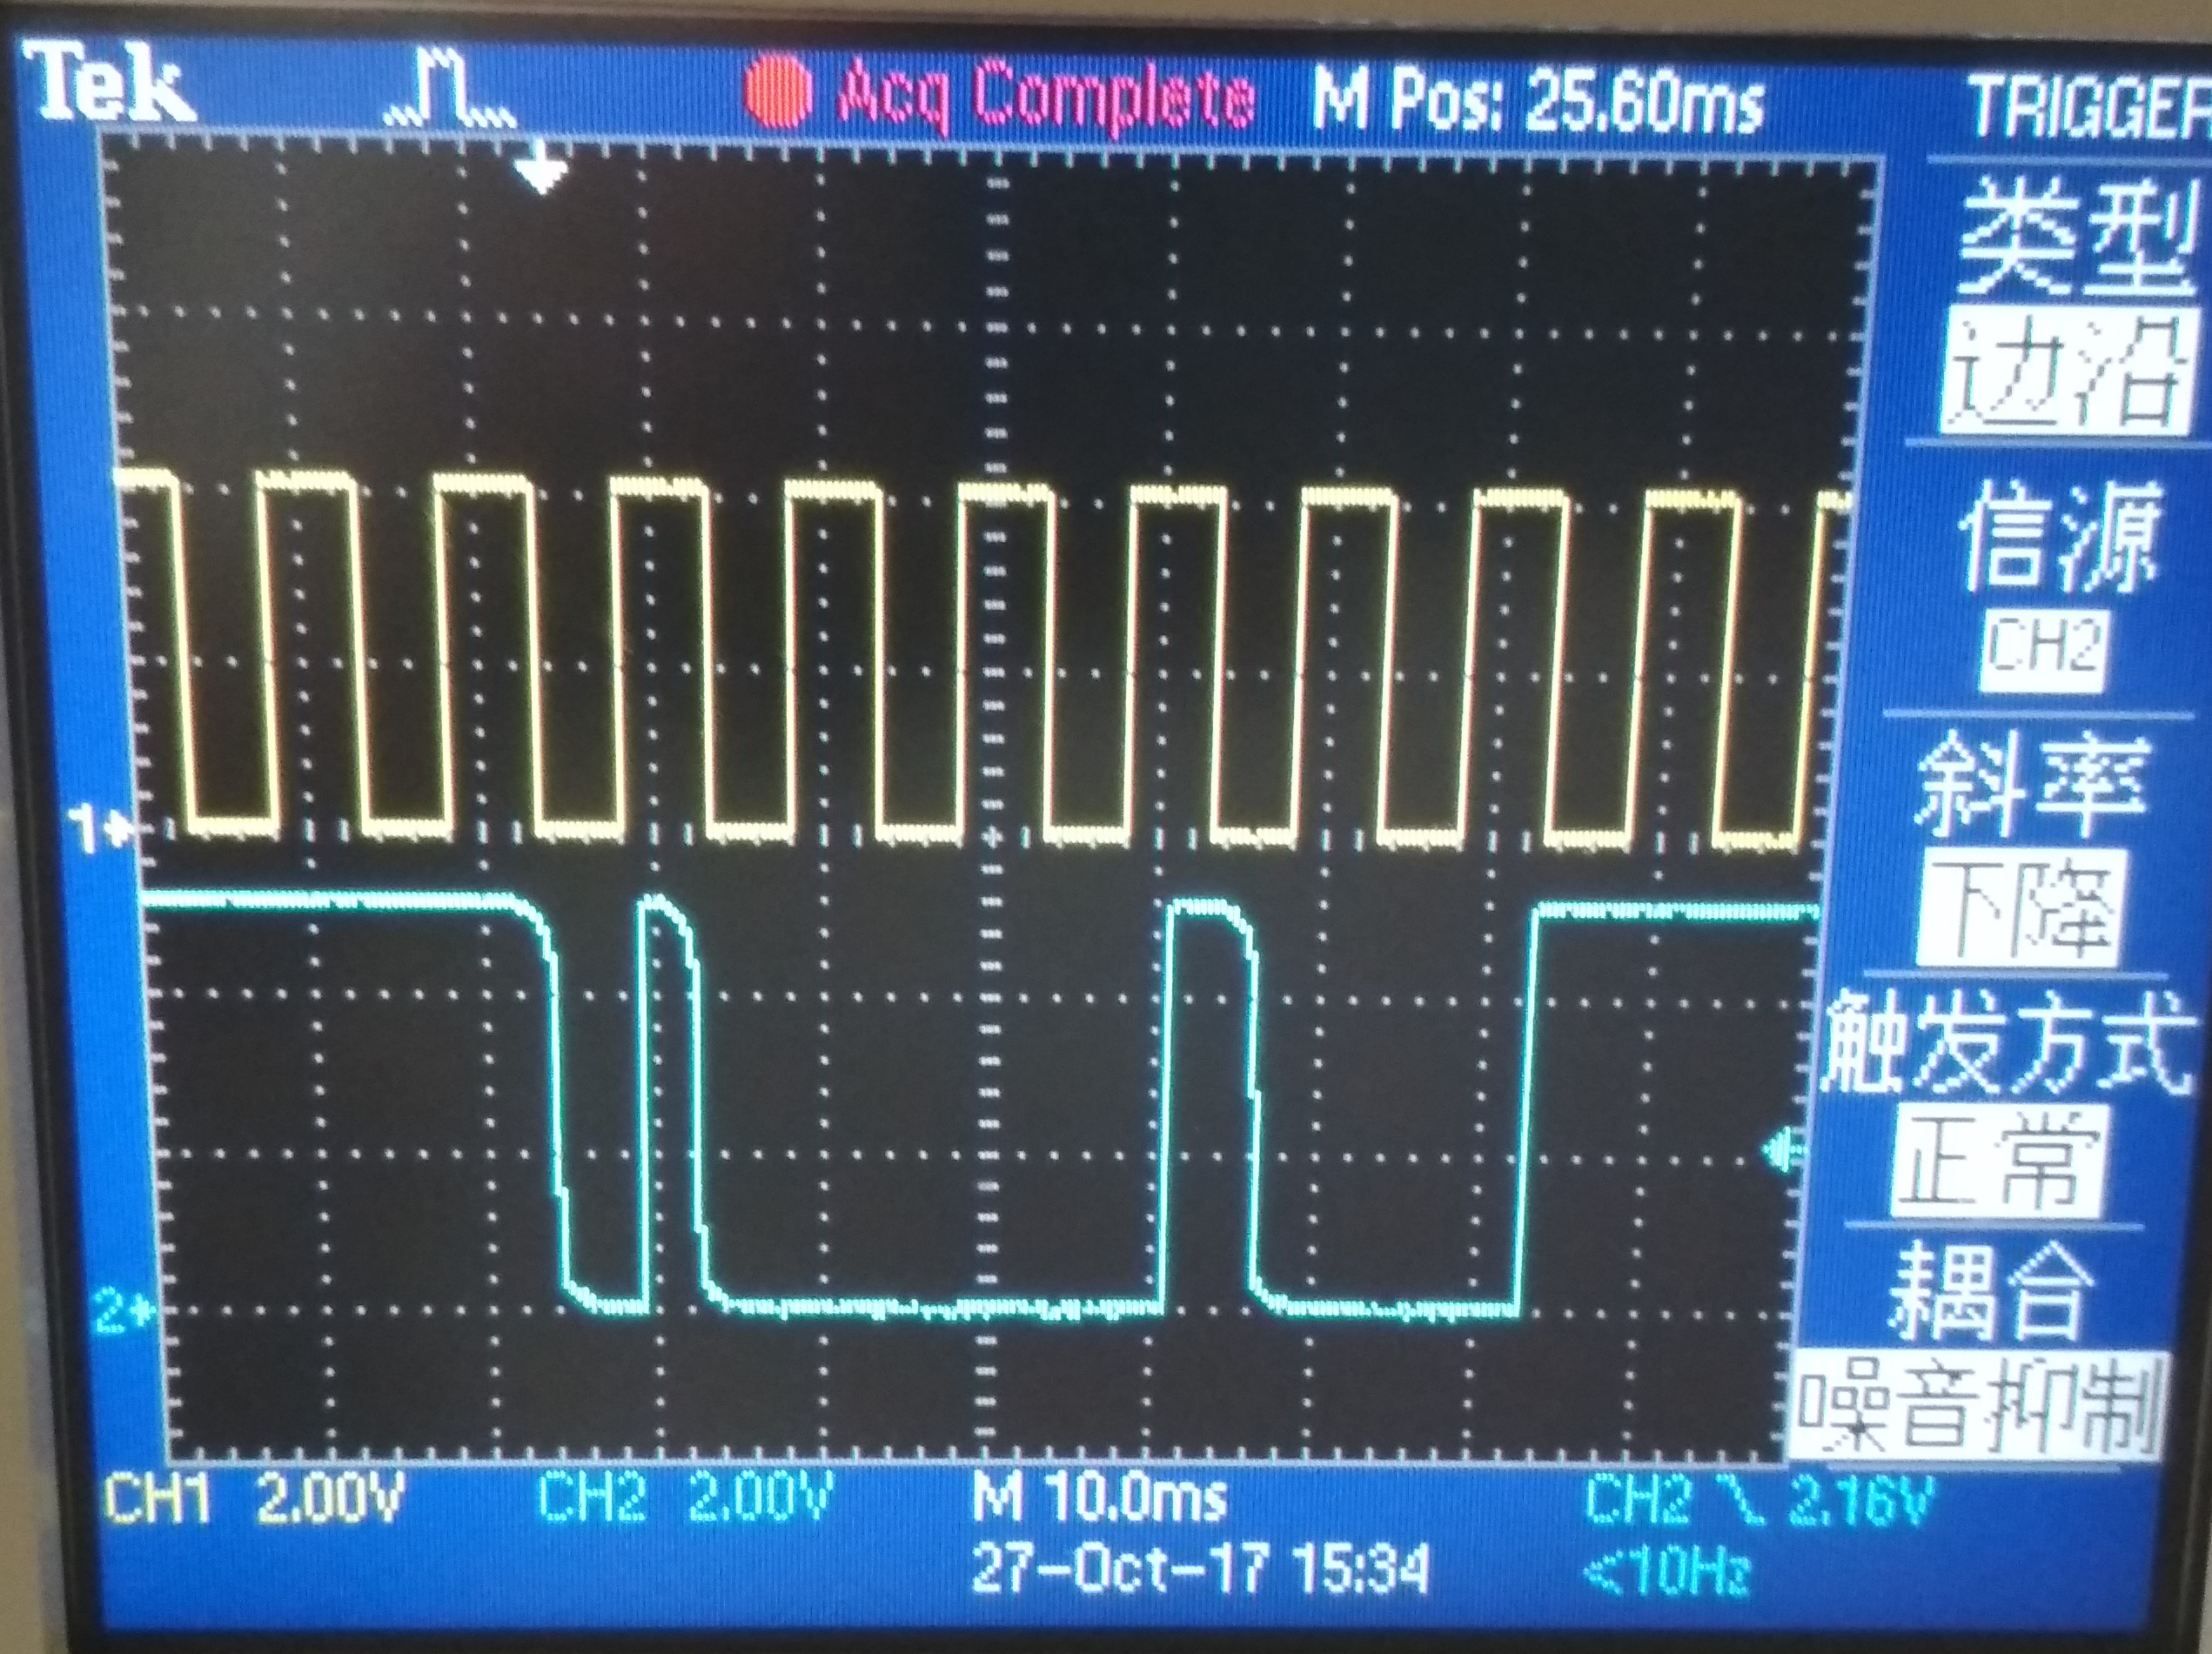 Tek Acq Complete M Pos: 25.60ms TRIGGER
类型
边沿
信源
CH2
斜率
下降
触发方式
正常
耦合
噪音抑制
1
2
CH1 2.00V CH2 2.00V M 10.0ms CH2 2.16V
27-Oct-17 15:34 <10Hz